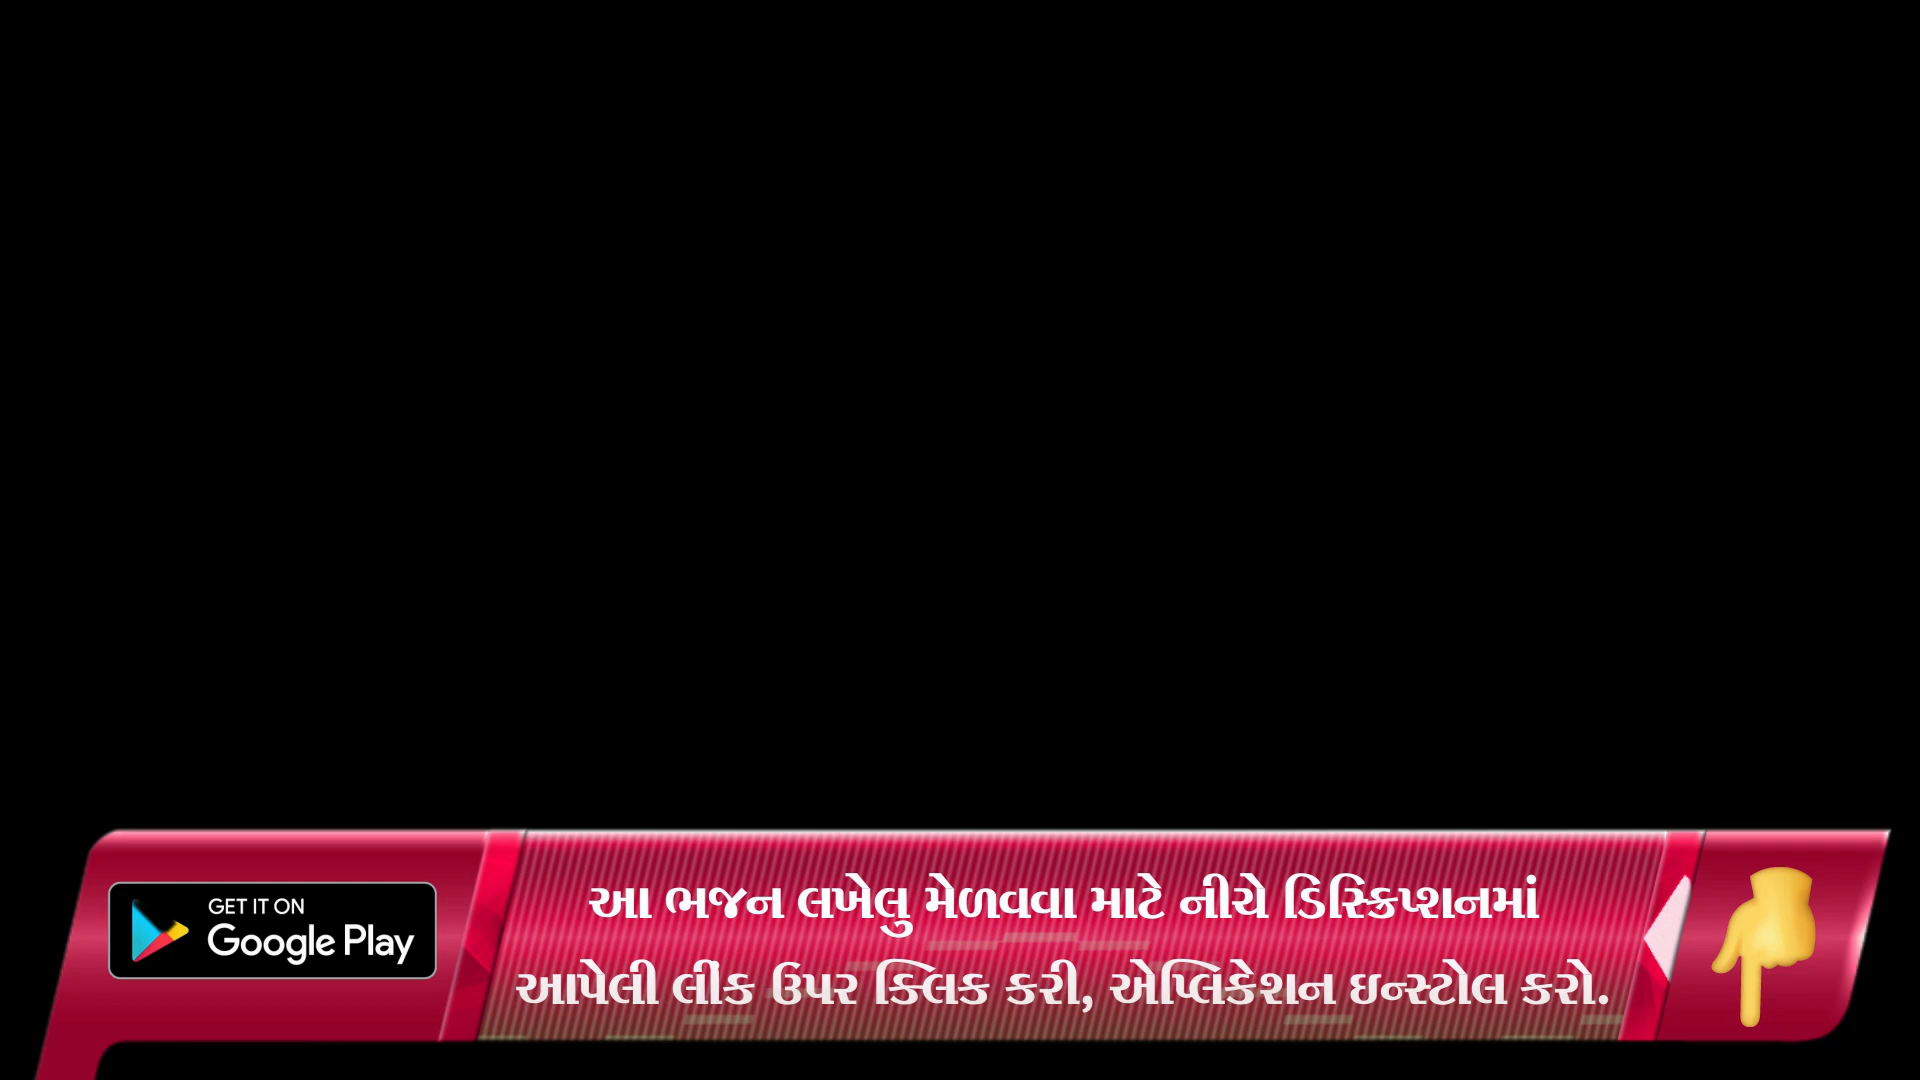 GET IT ON
Google Play
આ ભજન લખેલુ મેળવવા માટે નીચે ડિસ્ક્રિપ્શનમાં
આપેલી લીંક ઉપર ક્લિક કરી, એપ્લિકેશન ઇન્સ્ટોલ કરો.